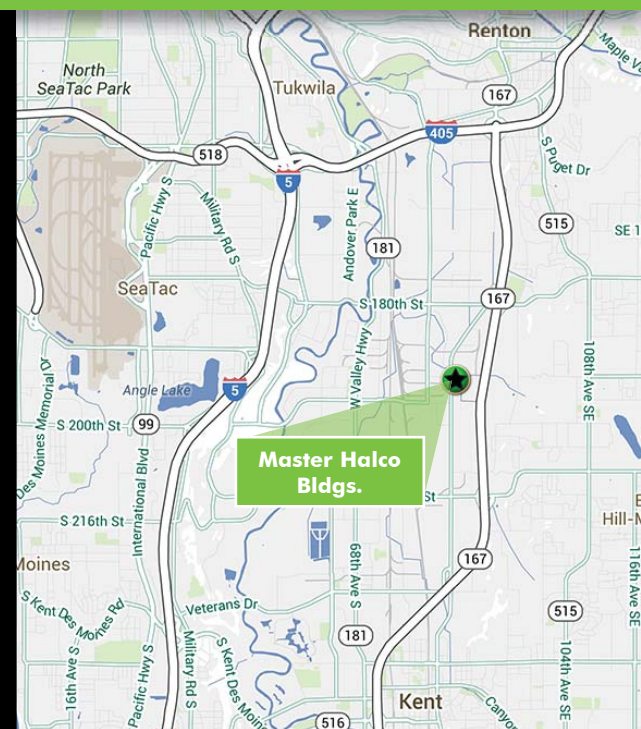 Renton
Maple V
North
SeaTac Park
Tukwila
167
405
518
S Puget Dr
5
Pacific Hwy S
Military Rd S
Andover Park E
181
515
SE 1
SeaTac
S 180th St
167
W Valley Hwy
108th Ave SE
Angle Lake
5
Des Moines Memorial Dr
S 200th St
99
International Blvd
Master Halco
Bldgs.
St
S 216th St
Hill-M
Moines
68th Ave S
167
116th Ave SE
S Kent Des Moines Rd
Veterans Dr
515
181
16th Ave S
Pacific Hwy S
Military Rd S
S Kent Des Moin
104th Ave SE
Kent
Canyo
516